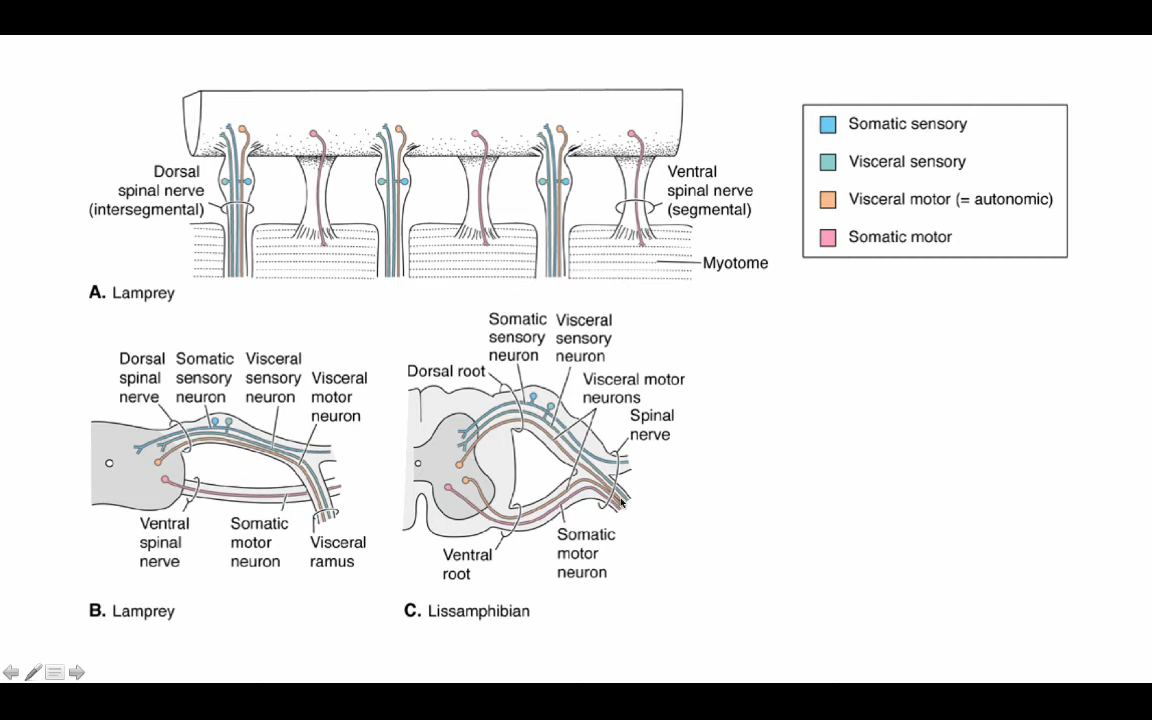 Dorsal
spinal nerve
(intersegmental)
Ventral
spinal nerve
(segmental)
Myotome
A. Lamprey
Somatic sensory
Visceral sensory
Visceral motor (= autonomic)
Somatic motor
Dorsal
spinal
nerve
Somatic
sensory
neuron
Visceral
sensory
neuron
Visceral
motor
neuron
Ventral
spinal
nerve
Somatic
motor
neuron
Visceral
ramus
B. Lamprey
Somatic
sensory
neuron
Visceral
sensory
neuron
Dorsal root
Visceral motor
neurons
Spinal
nerve
Ventral
root
Somatic
motor
neuron
C. Lissamphibian